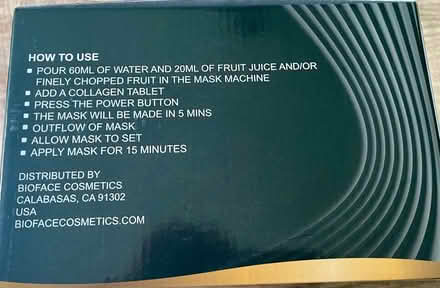 HOW TO USE
▪ POUR 60ML OF WATER AND 20ML OF FRUIT JUICE AND/OR
FINELY CHOPPED FRUIT IN THE MASK MACHINE
▪ ADD A COLLAGEN TABLET
▪ PRESS THE POWER BUTTON
▪ THE MASK WILL BE MADE IN 5 MINS
▪ OUTFLOW OF MASK
▪ ALLOW MASK TO SET
▪ APPLY MASK FOR 15 MINUTES
DISTRIBUTED BY
BIOFACE COSMETICS
CALABASAS, CA 91302
USA
BIOFACECOSMETICS.COM